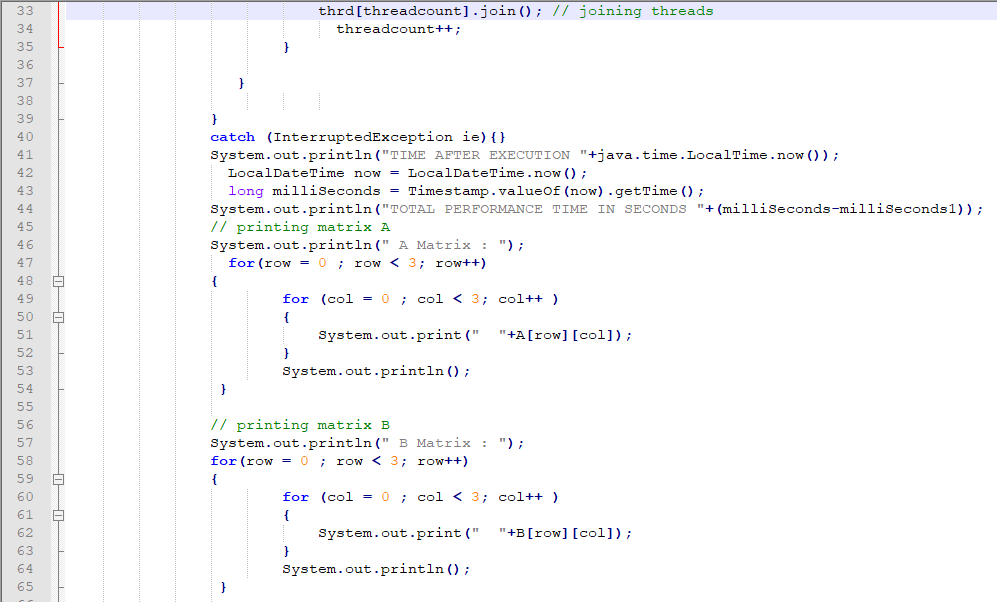 33 thrd[threadcount].join(); // joining threads
34 threadcount++;
35 }
36
37 }
38
39 }
40 catch (InterruptedException ie){}
41 System.out.println("TIME AFTER EXECUTION "+java.time.LocalTime.now());
42 LocalDateTime now = LocalDateTime.now();
43 long milliSeconds = Timestamp.valueOf(now).getTime();
44 System.out.println("TOTAL PERFORMANCE TIME IN SECONDS "+(milliSeconds-milliSeconds1));
45 // printing matrix A
46 System.out.println(" A Matrix : ");
47 for(row = 0 ; row < 3; row++)
48 {
49 for (col = 0 ; col < 3; col++ )
50 {
51 System.out.print("  "+A[row][col]);
52 }
53 System.out.println();
54 }
55
56 // printing matrix B
57 System.out.println(" B Matrix : ");
58 for(row = 0 ; row < 3; row++)
59 {
60 for (col = 0 ; col < 3; col++ )
61 {
62 System.out.print("  "+B[row][col]);
63 }
64 System.out.println();
65 }